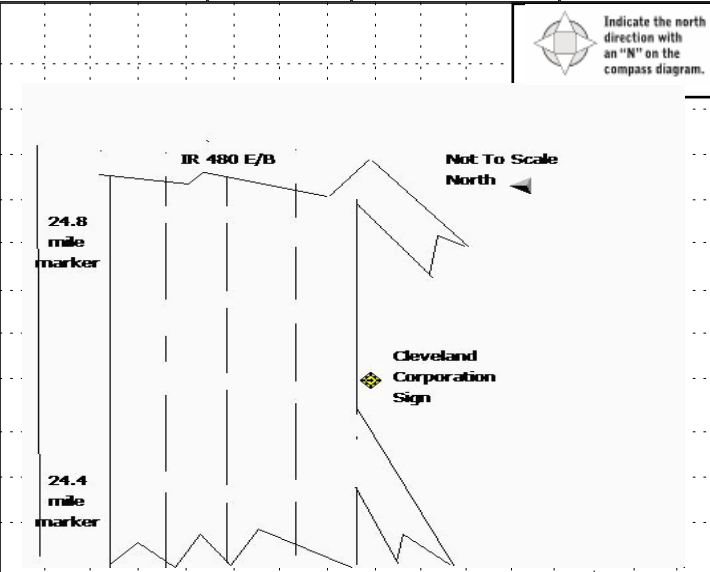 Indicate the north
direction with
an “N” on the
compass diagram.
IR 480 E/B
Not To Scale
North
24.8
mile
marker
Cleveland
Corporation
Sign
24.4
mile
marker